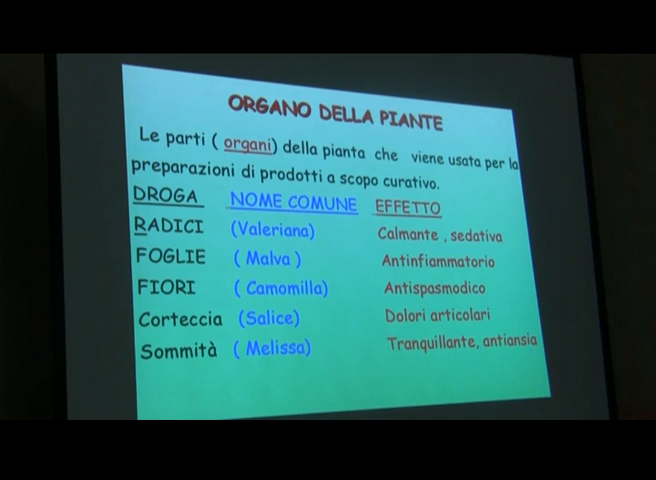 ORGANO DELLA PIANTE
Le parti ( organi) della pianta che viene usata per la
preparazioni di prodotti a scopo curativo.
DROGA NOME COMUNE EFFETTO
RADICI (Valeriana) Calmante , sedativa
FOGLIE ( Malva ) Antinfiammatorio
FIORI ( Camomilla) Antispasmodico
Corteccia (Salice) Dolori articolari
Sommità ( Melissa) Tranquillante, antiansia